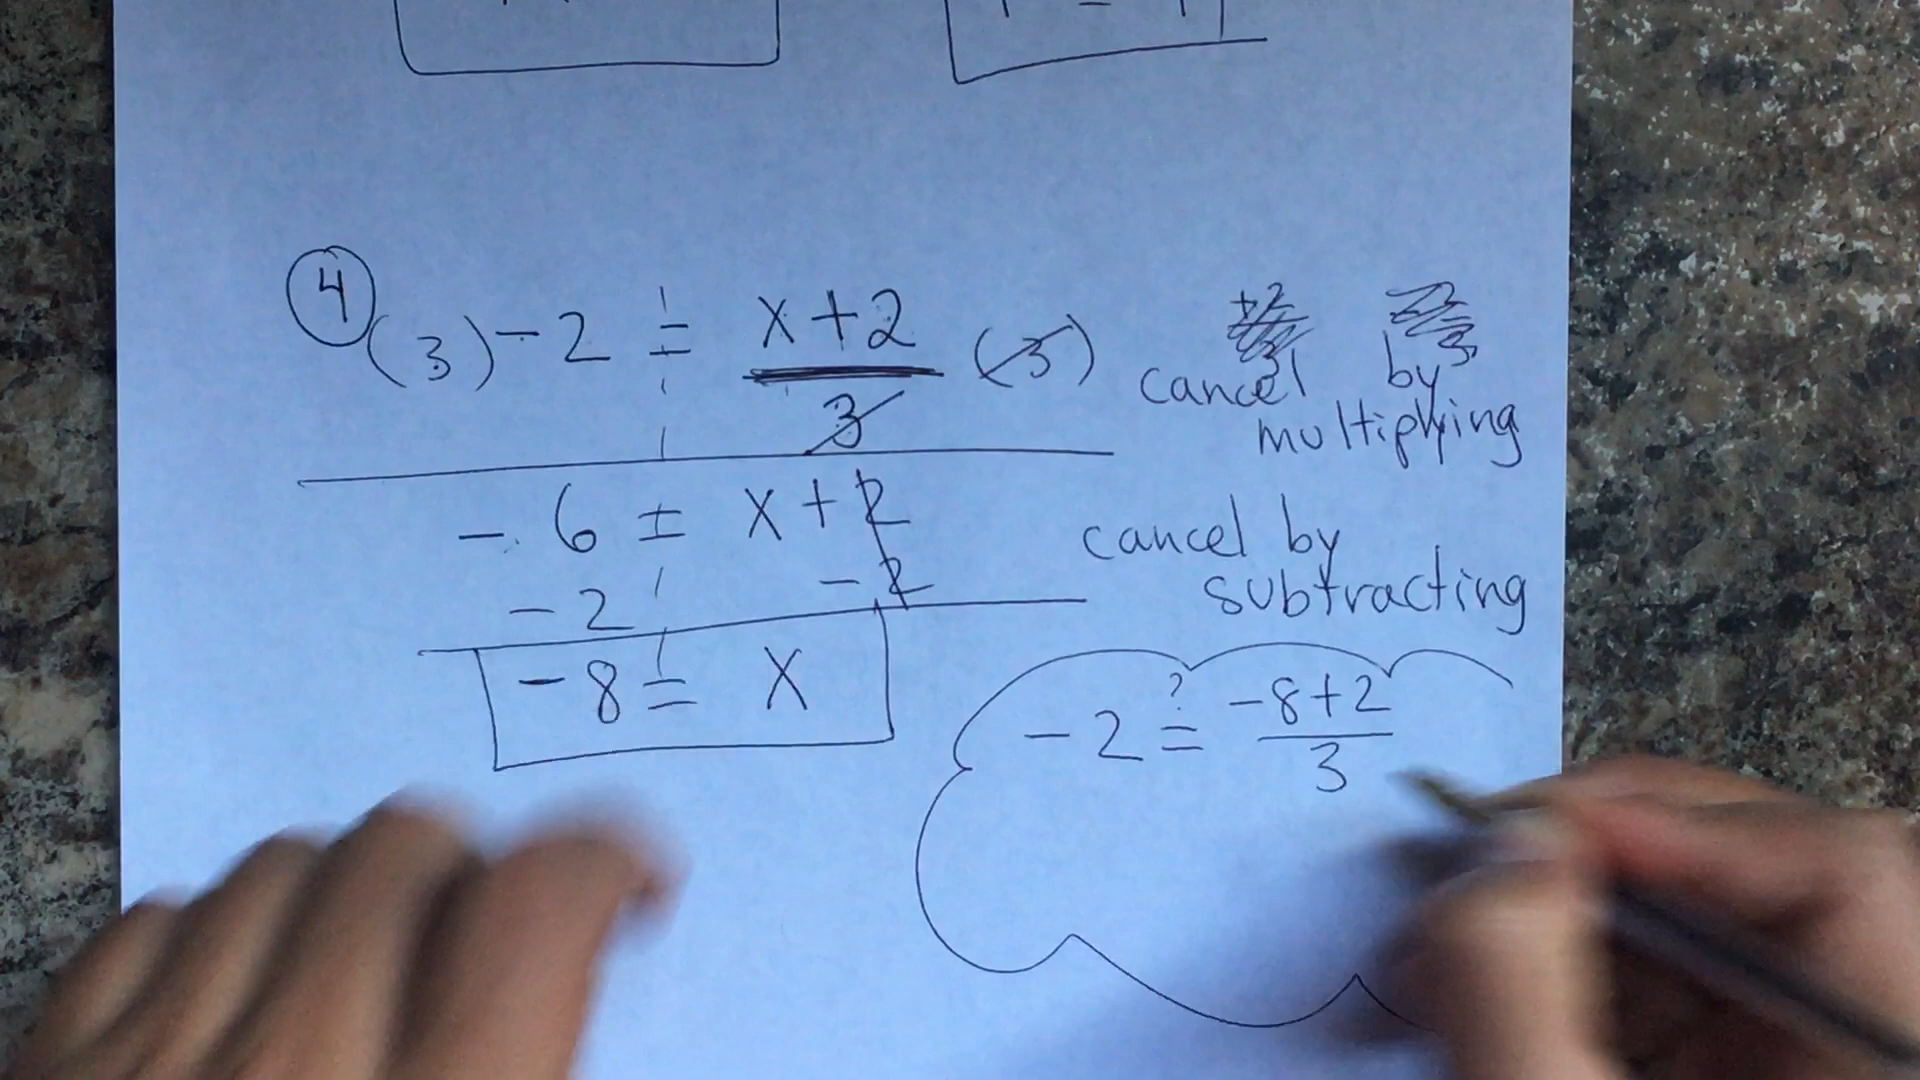 4
(3) -2 = x+2 (3)
3
cancel by
multiplying
-6 = x+2
-2 -2
cancel by
subtracting
-8 = x
-2 ?= -8+2
3